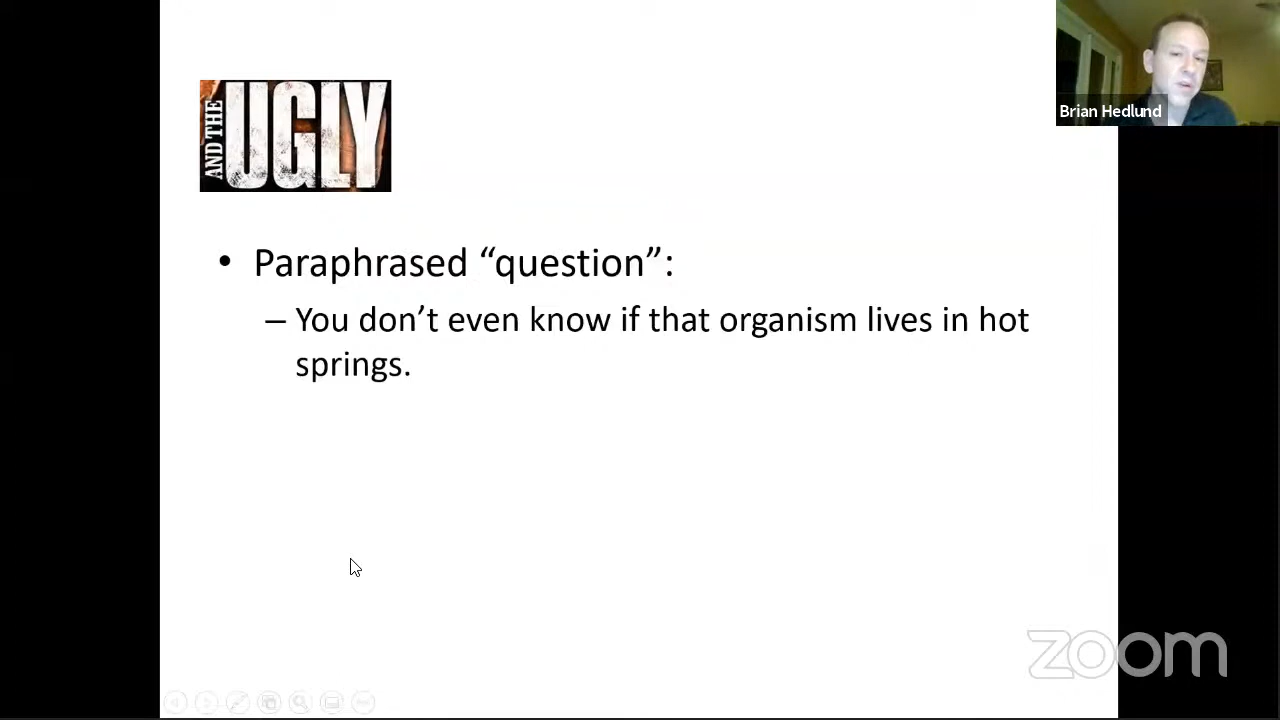 AND THE UGLY
Brian Hedlund
• Paraphrased “question”:
– You don’t even know if that organism lives in hot
springs.
zoom